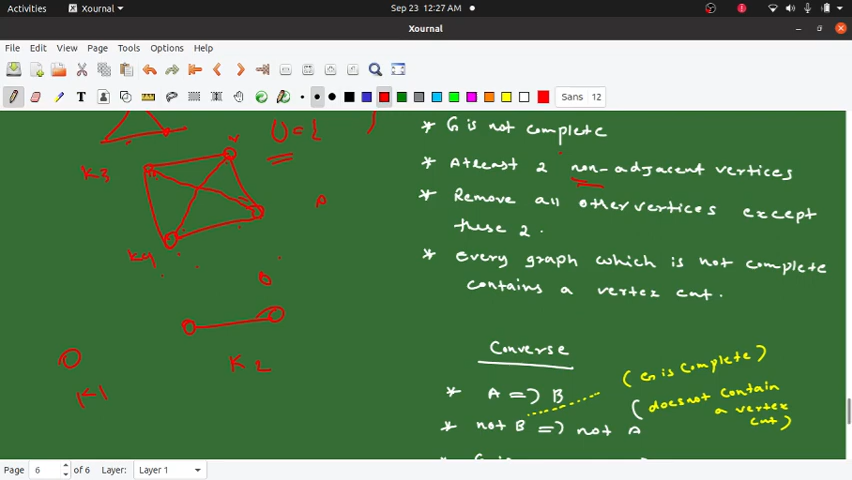 Activities
Xournal
Sep 23 12:27 AM
Xournal
File Edit View Page Tools Options Help
Sans 12
U = {
K3
v
K4
K2
K1
* G is not complete
* Atleast 2 non-adjacent vertices
* Remove all other vertices except
these 2.
* every graph which is not complete
contains a vertex cut.
Converse
* A => B
(G is complete)
(doesnot contain
a vertex
cut)
* not B => not A
Page 6 of 6 Layer: Layer 1